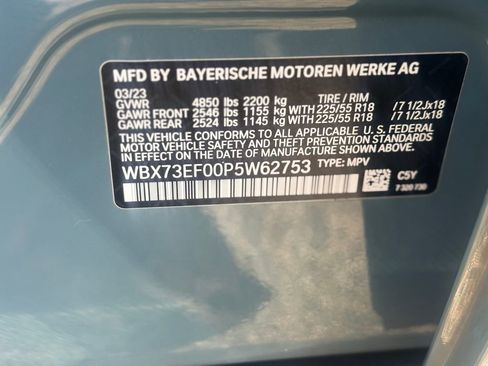 MFD BY BAYERISCHE MOTOREN WERKE AG
03/23 TIRE / RIM
GVWR 4850 lbs 2200 kg
GAWR FRONT 2546 lbs 1155 kg WITH 225/55 R18 / 7 1/2Jx18
GAWR REAR 2524 lbs 1145 kg WITH 225/55 R18 / 7 1/2Jx18
THIS VEHICLE CONFORMS TO ALL APPLICABLE U.S. FEDERAL
MOTOR VEHICLE SAFETY, BUMPER, AND THEFT PREVENTION STANDARDS
IN EFFECT ON THE DATE OF MANUFACTURE SHOWN ABOVE.
WBX73EF00P5W62753 TYPE: MPV
C5Y
7 320 730